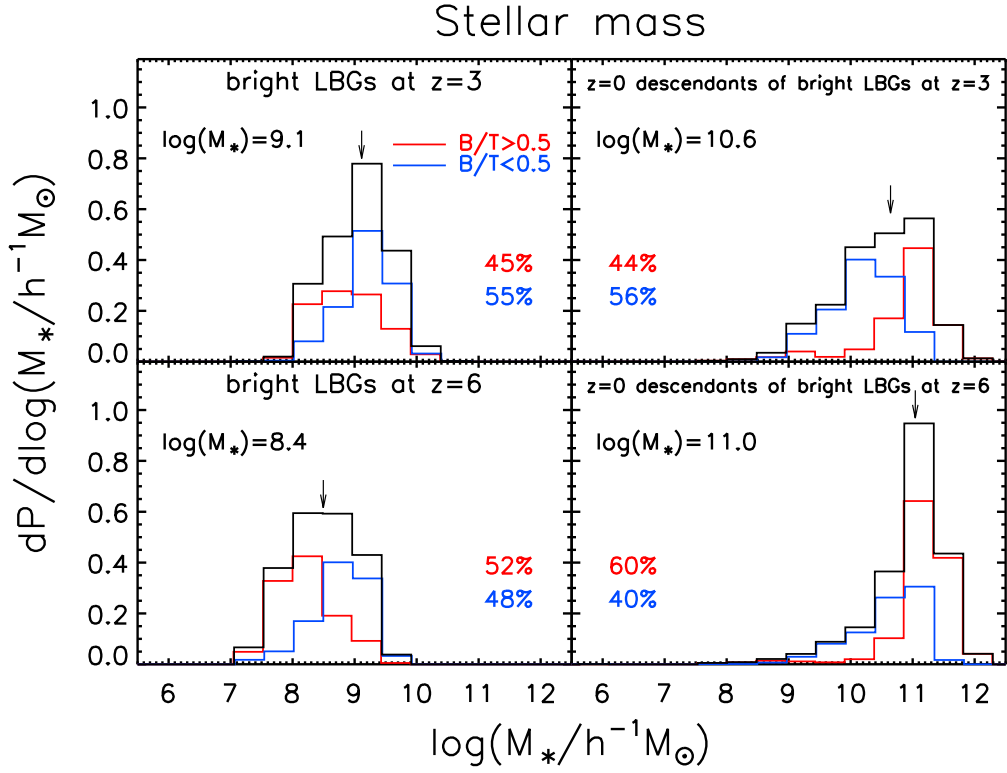 Stellar mass
bright LBGs at z=3
z=0 descendants of bright LBGs at z=3
log(M*)=9.1
B/T>0.5
B/T<0.5
log(M*)=10.6
45%
55%
44%
56%
1.0
0.8
0.6
0.4
0.2
0.0
bright LBGs at z=6
z=0 descendants of bright LBGs at z=6
log(M*)=8.4
log(M*)=11.0
52%
48%
60%
40%
1.0
0.8
0.6
0.4
0.2
0.0
6 7 8 9 10 11 12
6 7 8 9 10 11 12
log(M*/h⁻¹M⊙)
dP/dlog(M*/h⁻¹M⊙)